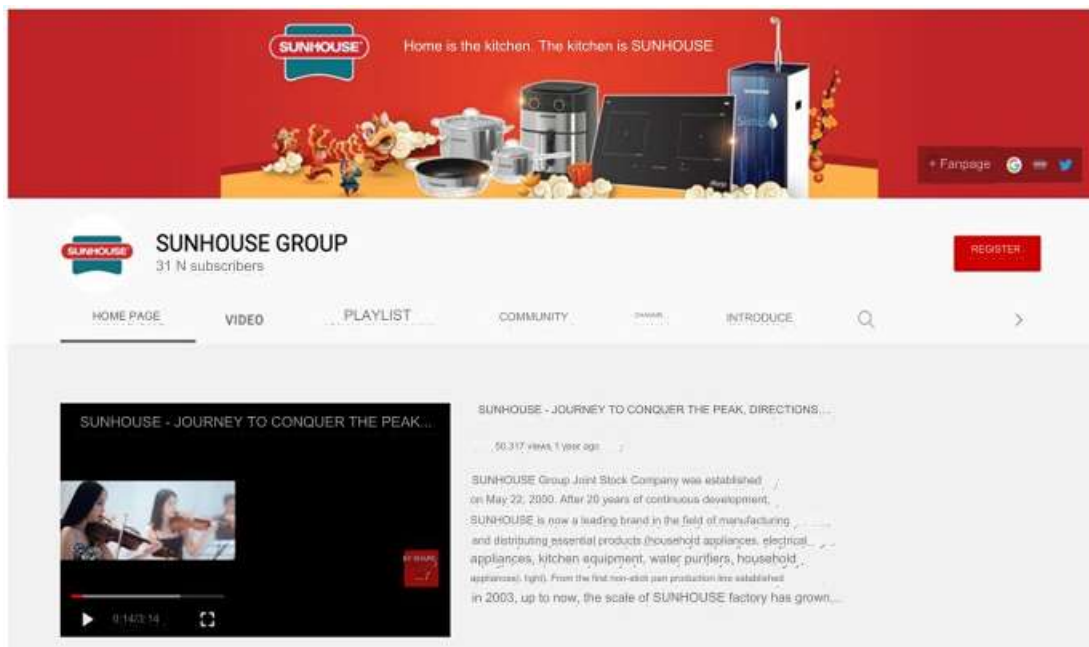 SUNHOUSE
Home is the kitchen. The kitchen is SUNHOUSE
SUNHOUSE
+ Fanpage
SUNHOUSE
SUNHOUSE GROUP
31 N subscribers
REGISTER
HOME PAGE
VIDEO
PLAYLIST
COMMUNITY
INTRODUCE
SUNHOUSE - JOURNEY TO CONQUER THE PEAK...
0:14/3:14
SUNHOUSE - JOURNEY TO CONQUER THE PEAK, DIRECTIONS...
50.317 views, 1 year ago
SUNHOUSE Group Joint Stock Company was established
on May 22, 2000. After 20 years of continuous development,
SUNHOUSE is now a leading brand in the field of manufacturing
and distributing essential products (household appliances, electrical
appliances, kitchen equipment, water purifiers, household
appliances), light). From the first non-stick pan production line established
in 2003, up to now, the scale of SUNHOUSE factory has grown,...